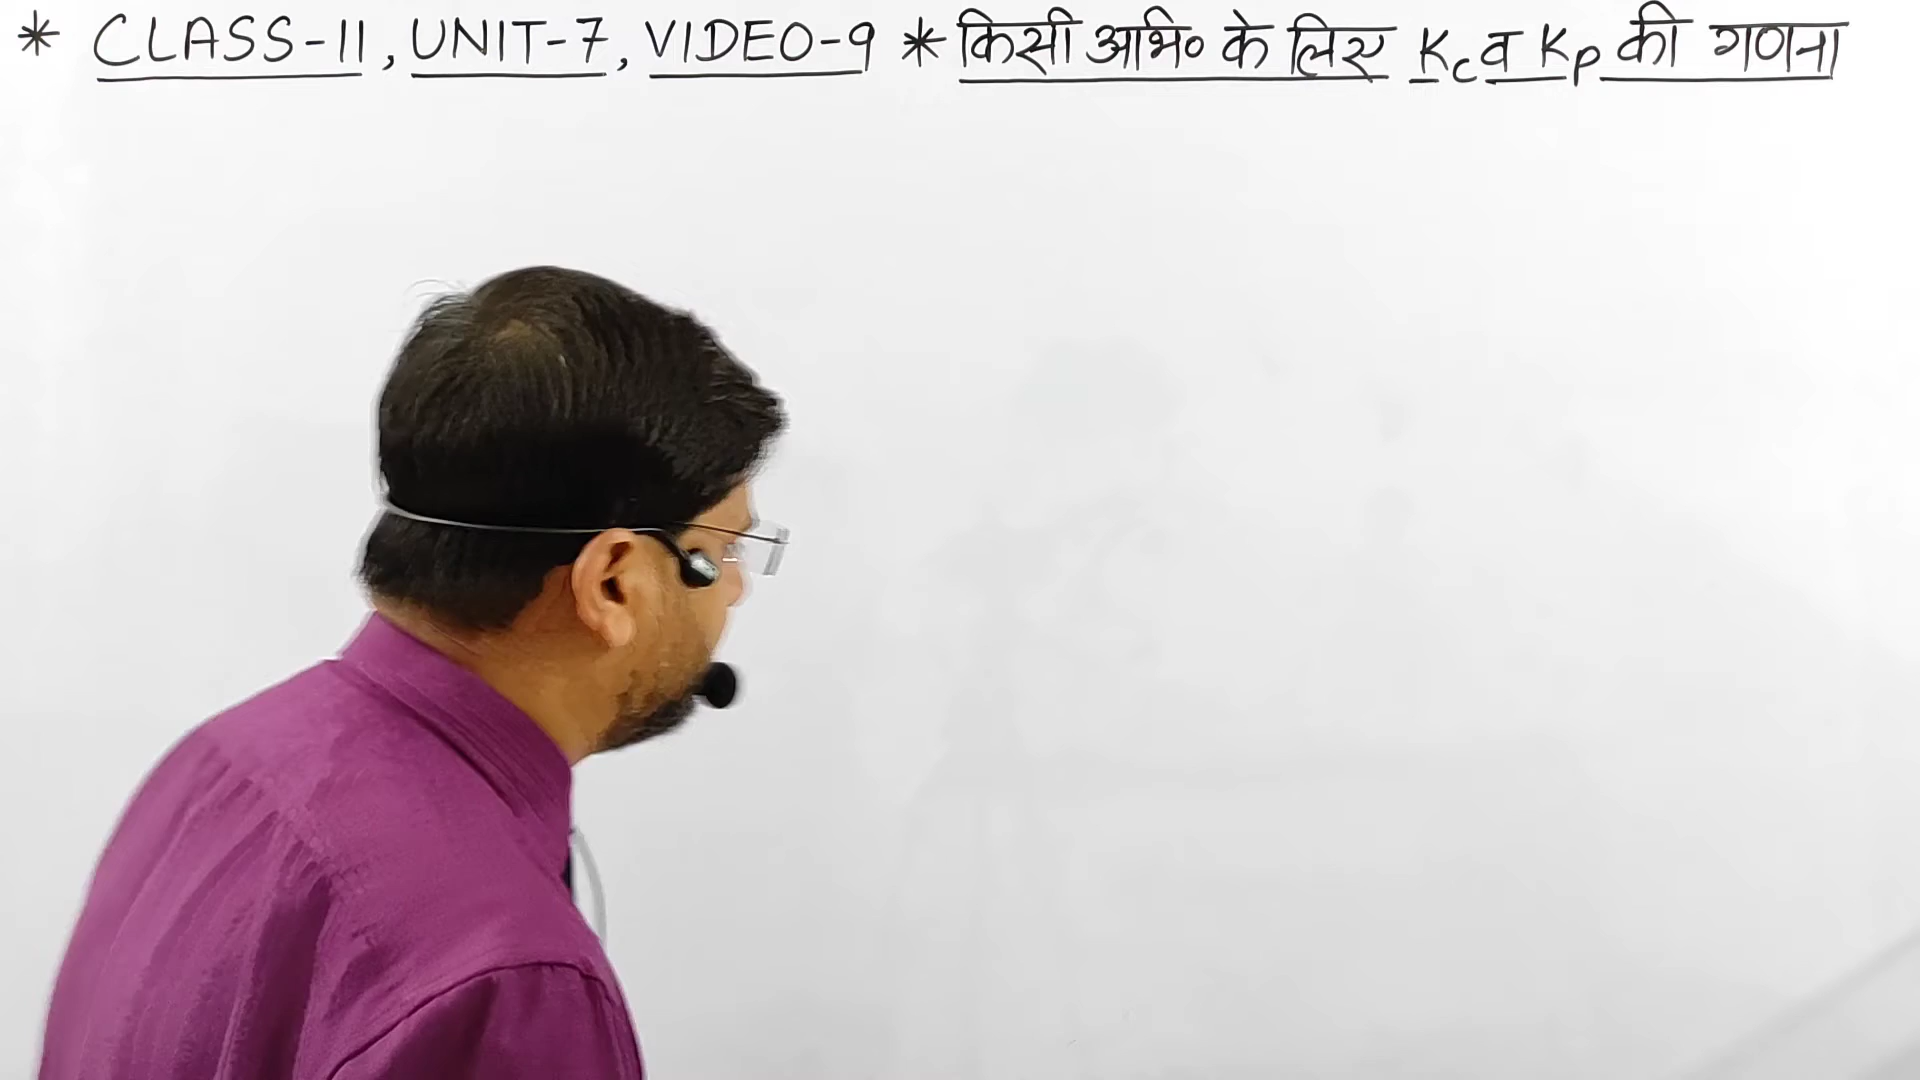 * CLASS-11, UNIT-7, VIDEO-9 * किसी अभि० के लिए Kc व Kp की गणना